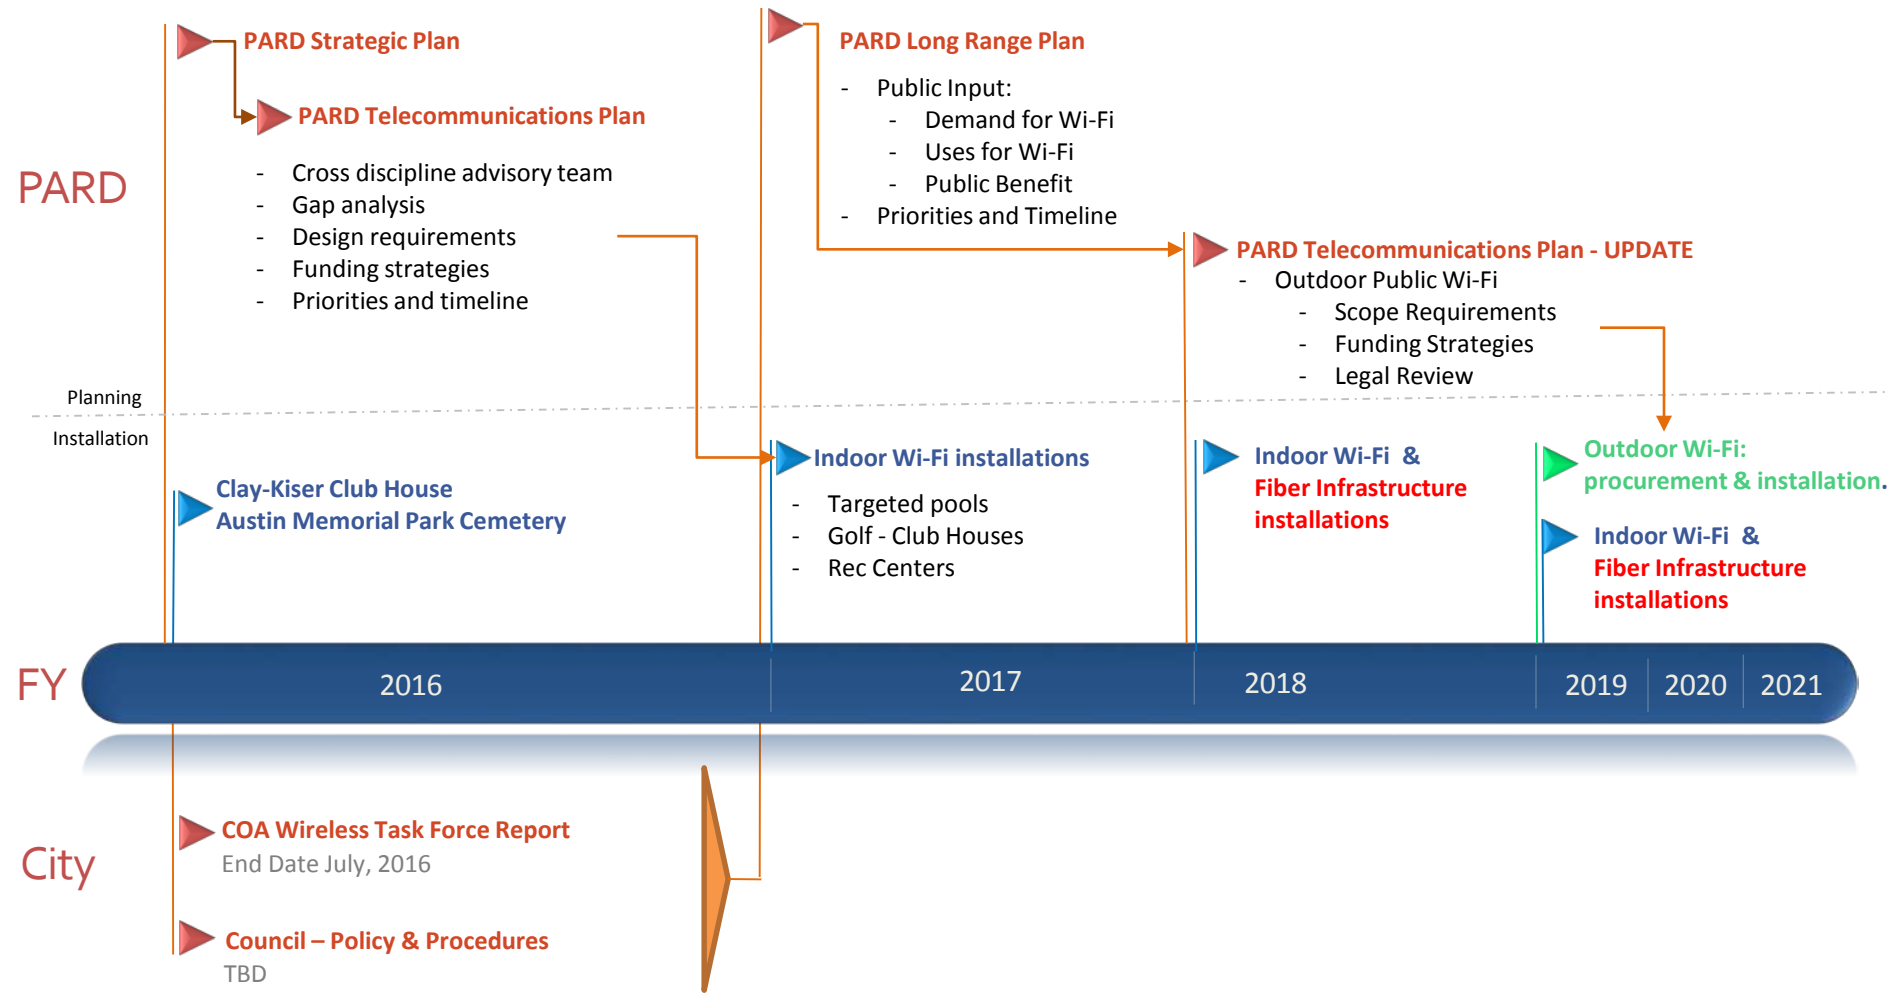 PARD Strategic Plan
PARD Telecommunications Plan
- Cross discipline advisory team
- Gap analysis
- Design requirements
- Funding strategies
- Priorities and timeline
PARD Long Range Plan
- Public Input:
- Demand for Wi-Fi
- Uses for Wi-Fi
- Public Benefit
- Priorities and Timeline
PARD
PARD Telecommunications Plan - UPDATE
- Outdoor Public Wi-Fi
- Scope Requirements
- Funding Strategies
- Legal Review
Planning
Installation
Clay-Kiser Club House
Austin Memorial Park Cemetery
Indoor Wi-Fi installations
- Targeted pools
- Golf - Club Houses
- Rec Centers
Indoor Wi-Fi &
Fiber Infrastructure
installations
Outdoor Wi-Fi:
procurement & installation.
Indoor Wi-Fi &
Fiber Infrastructure
installations
FY
2016
2017
2018
2019
2020
2021
City
COA Wireless Task Force Report
End Date July, 2016
Council – Policy & Procedures
TBD